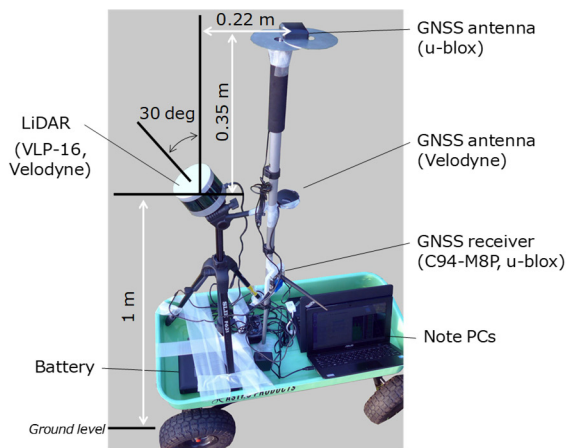 0.22 m
GNSS antenna
(u-blox)
30 deg
0.35 m
LiDAR
(VLP-16,
Velodyne)
GNSS antenna
(Velodyne)
GNSS receiver
(C94-M8P, u-blox)
1 m
Note PCs
Battery
PRODUCTS
Ground level